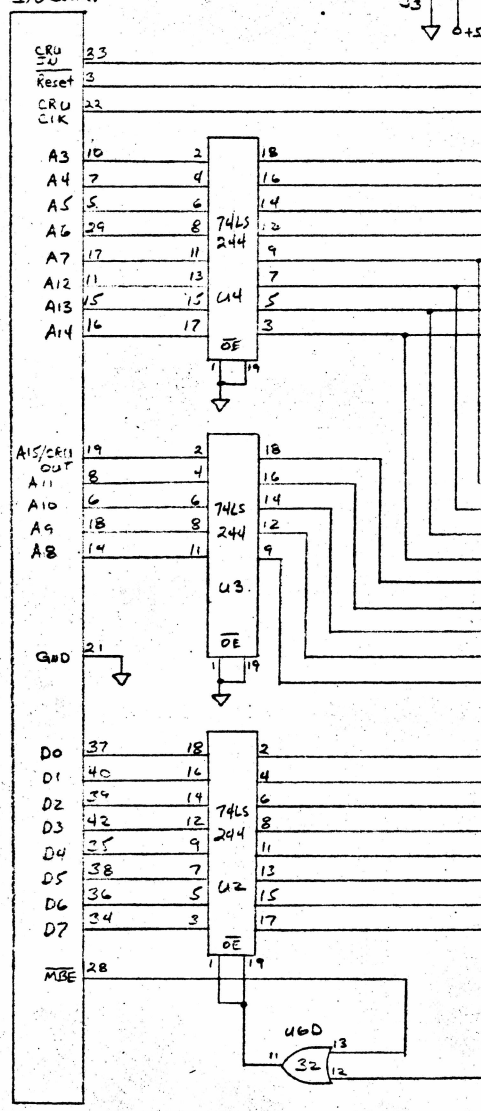 J3
+5
CRU
IN 23
Reset 3
CRU 22
CLK
A3 10 2 18
A4 7 4 16
A5 5 6 14
A6 29 8 12
A7 17 11 9
A12 11 13 7
A13 15 15 5
A14 16 17 3
74LS
244
U4
OE
1 19
A15/CRU 19 2 18
OUT
A11 8 4 16
A10 6 6 14
A9 18 8 12
A8 14 11 9
74LS
244
U3
OE
1 19
GND 21
D0 37 18 2
D1 40 16 4
D2 39 14 6
D3 42 12 8
D4 35 9 11
D5 38 7 13
D6 36 5 15
D7 34 3 17
74LS
244
U2
OE
1 19
MBE 28
U6D
11 32 13
12